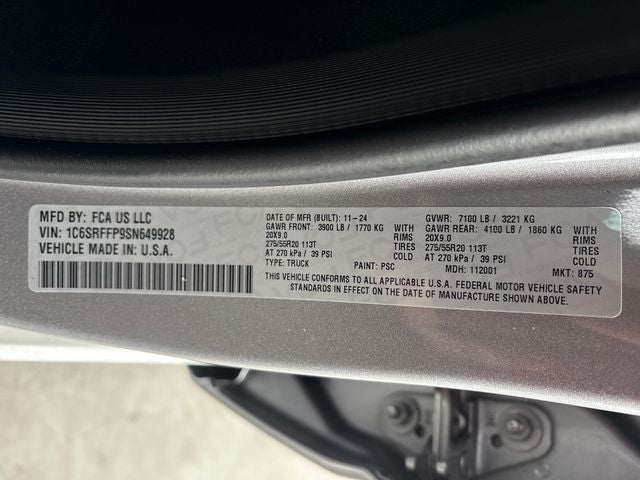 MFD BY: FCA US LLC
VIN: 1C6SRFFP9SN649928
VEHICLE MADE IN: U.S.A.
DATE OF MFR (BUILT): 11-24
GAWR FRONT: 3900 LB / 1770 KG WITH
20X9.0 RIMS
275/55R20 113T TIRES
AT 270 kPa / 39 PSI COLD
TYPE: TRUCK PAINT: PSC
GVWR: 7100 LB / 3221 KG
GAWR REAR: 4100 LB / 1860 KG WITH
20X9.0 RIMS
275/55R20 113T TIRES
AT 270 kPa / 39 PSI COLD
MDH: 112001 MKT: 875
THIS VEHICLE CONFORMS TO ALL APPLICABLE U.S.A. FEDERAL MOTOR VEHICLE SAFETY
STANDARDS IN EFFECT ON THE DATE OF MANUFACTURE SHOWN ABOVE.